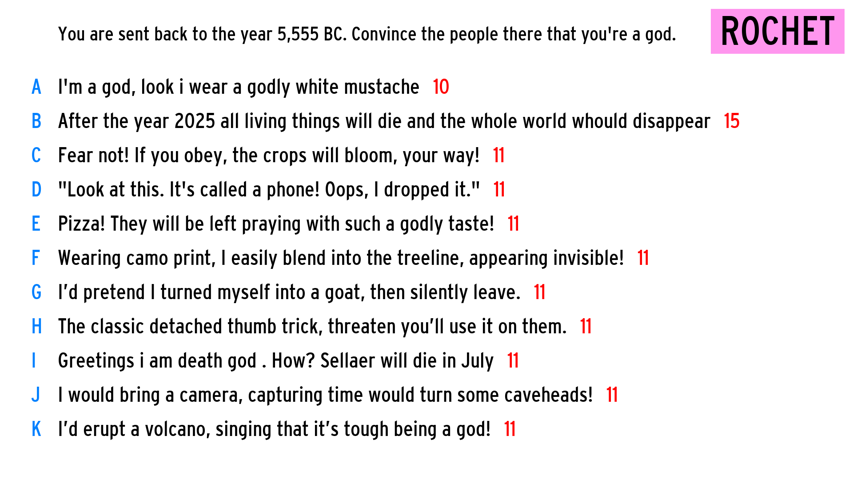 You are sent back to the year 5,555 BC. Convince the people there that you're a god.
ROCHET
A I'm a god, look i wear a godly white mustache 10
B After the year 2025 all living things will die and the whole world whould disappear 15
C Fear not! If you obey, the crops will bloom, your way! 11
D "Look at this. It's called a phone! Oops, I dropped it." 11
E Pizza! They will be left praying with such a godly taste! 11
F Wearing camo print, I easily blend into the treeline, appearing invisible! 11
G I’d pretend I turned myself into a goat, then silently leave. 11
H The classic detached thumb trick, threaten you’ll use it on them. 11
I Greetings i am death god . How? Sellaer will die in July 11
J I would bring a camera, capturing time would turn some caveheads! 11
K I’d erupt a volcano, singing that it’s tough being a god! 11